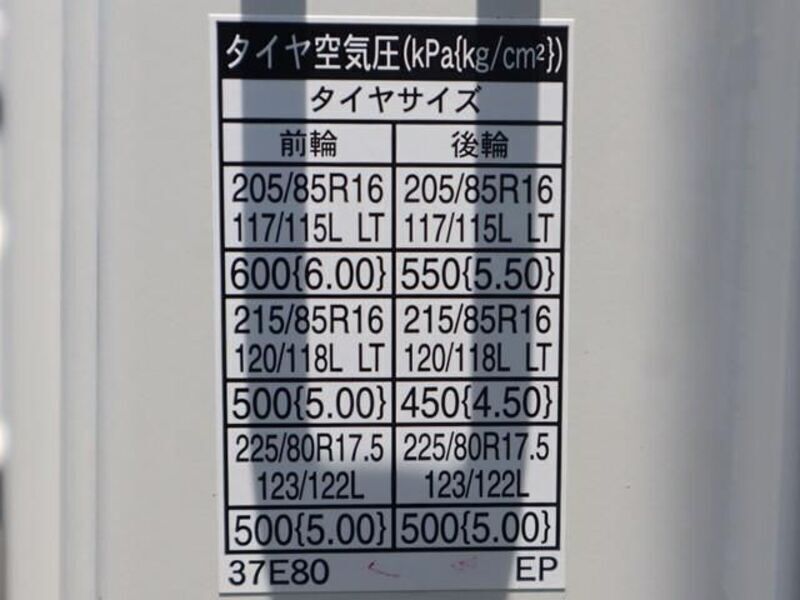 タイヤ空気圧(kPa{kg/cm²})
タイヤサイズ
前輪 後輪
205/85R16 205/85R16
117/115L LT 117/115L LT
600{6.00} 550{5.50}
215/85R16 215/85R16
120/118L LT 120/118L LT
500{5.00} 450{4.50}
225/80R17.5 225/80R17.5
123/122L 123/122L
500{5.00} 500{5.00}
37E80 EP